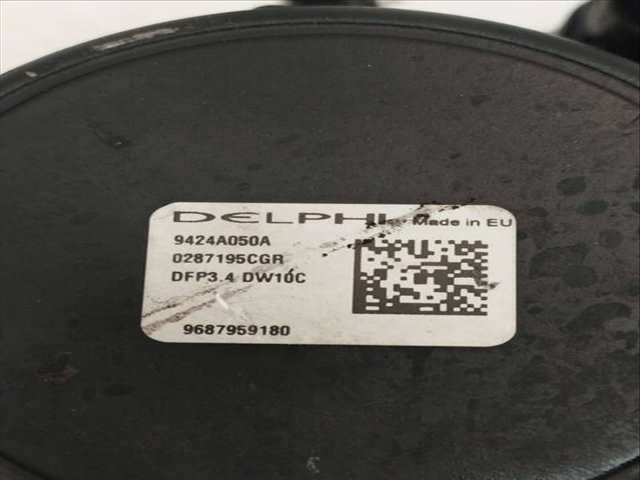 DELPHI Made in EU
9424A050A
0287195CGR
DFP3.4 DW10C
9687959180